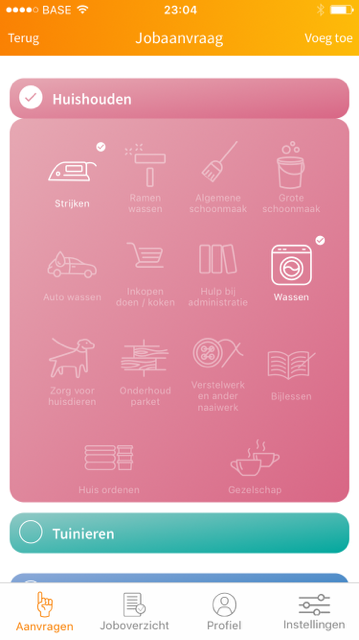 BASE 23:04
Terug Jobaanvraag Voeg toe
Huishouden
Strijken
Ramen
wassen
Algemene
schoonmaak
Grote
schoonmaak
Auto wassen
Inkopen
doen / koken
Hulp bij
administratie
Wassen
Zorg voor
huisdieren
Onderhoud
parket
Verstelwerk
en ander
naaiwerk
Bijlessen
Huis ordenen
Gezelschap
Tuinieren
Aanvragen Joboverzicht Profiel Instellingen